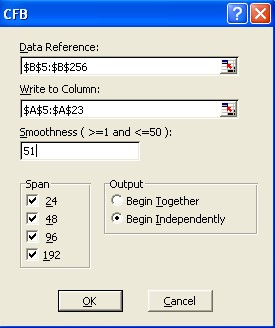 CFB
Data Reference:
$B$5:$B$256
Write to Column:
$A$5:$A$23
Smoothness ( >=1 and <=50 ):
51
Span
24
48
96
192
Output
Begin Together
Begin Independently
OK
Cancel